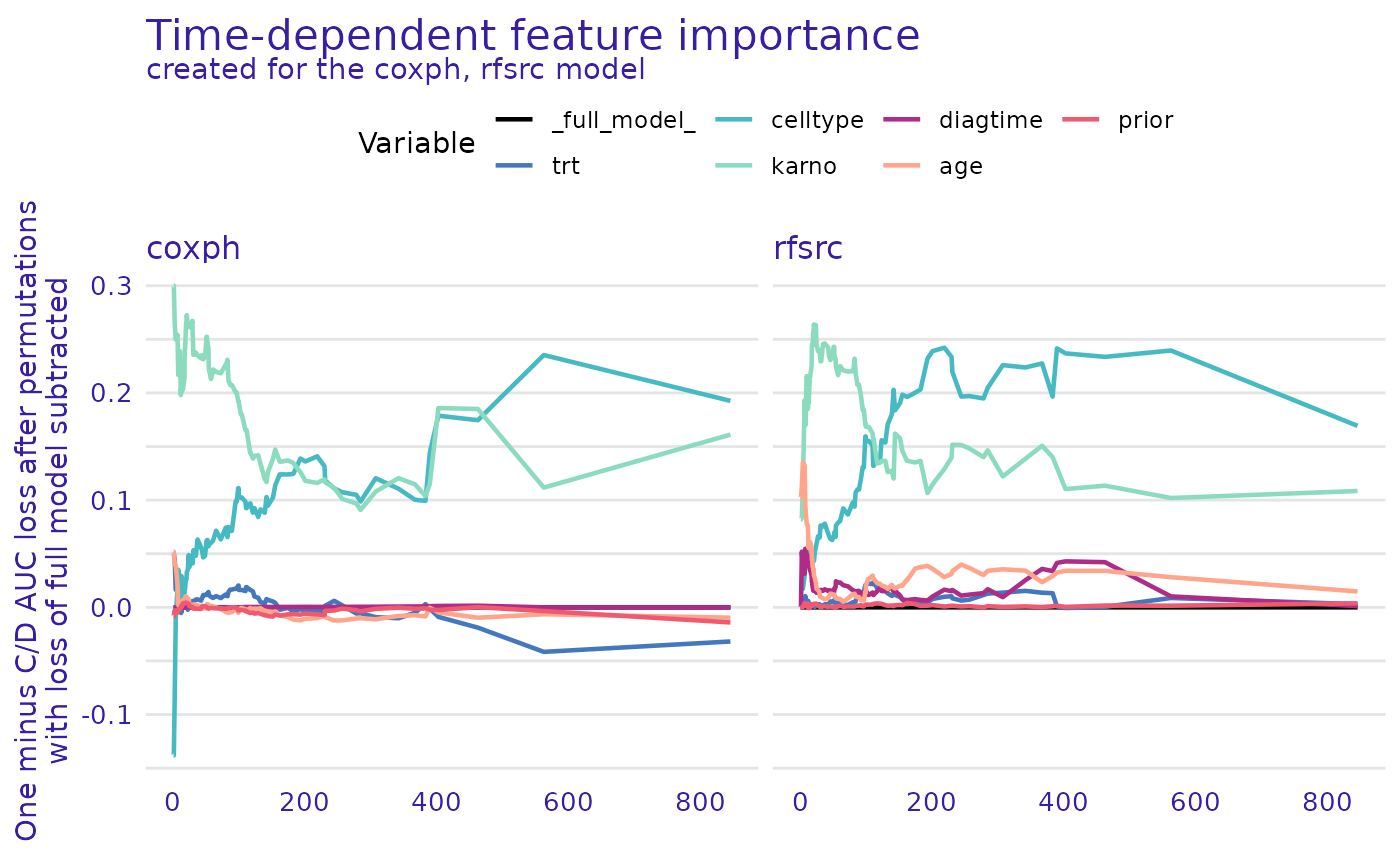 Time-dependent feature importance
created for the coxph, rfsrc model
Variable
_full_model_ celltype diagtime prior
trt karno age
One minus C/D AUC loss after permutations
with loss of full model subtracted
coxph rfsrc
0.3
0.2
0.1
0.0
-0.1
0 200 400 600 800 0 200 400 600 800